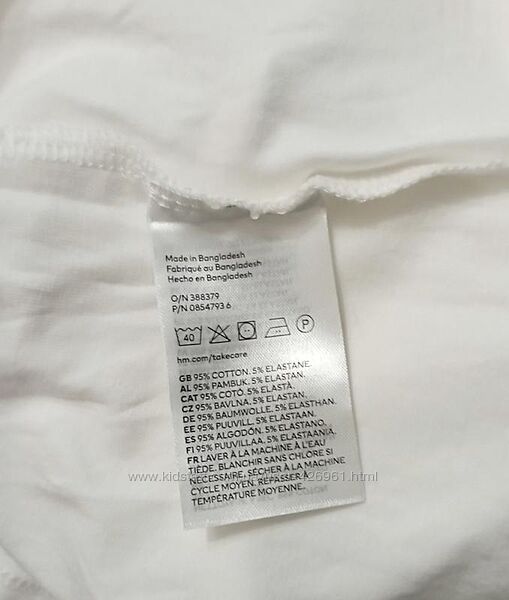 Made in Bangladesh
Fabriqué au Bangladesh
Hecho en Bangladesh
O/N 388379
P/N 0854793 6
40
P
hm.com/takecare
GB 95% COTTON. 5% ELASTANE.
AL 95% PAMBUK. 5% ELASTAN.
CAT 95% COTÓ. 5% ELASTÀ.
CZ 95% BAVLNA. 5% ELASTAN.
DE 95% BAUMWOLLE. 5% ELASTHAN.
EE 95% PUUVILL. 5% ELASTAAN.
ES 95% ALGODÓN. 5% ELASTANO.
FI 95% PUUVILLAA. 5% ELASTAANIA.
FR LAVER À LA MACHINE À L'EAU
TIÈDE. BLANCHIR SANS CHLORE SI
NÉCESSAIRE. SÉCHER À LA MACHINE
CYCLE MOYEN. REPASSER À
TEMPÉRATURE MOYENNE.
426961.html